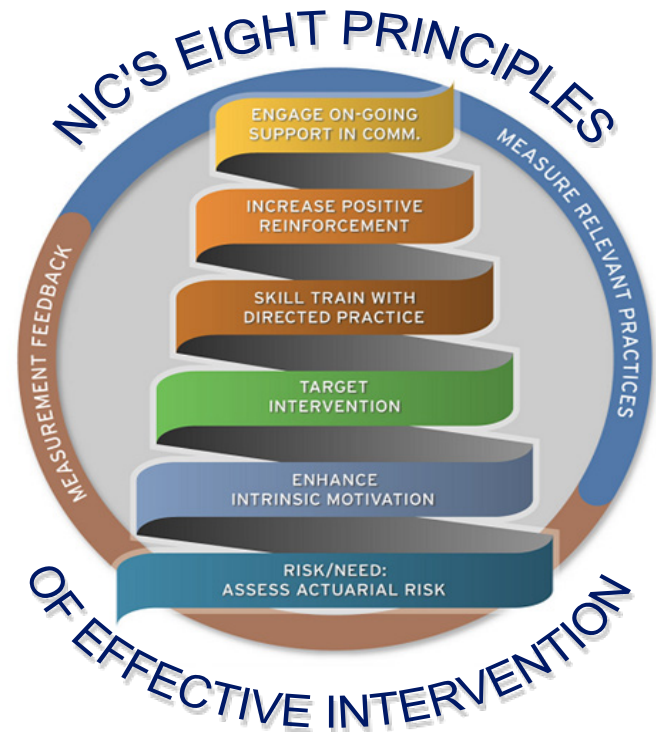 NIC'S EIGHT PRINCIPLES
ENGAGE ON-GOING
SUPPORT IN COMM.
MEASURE RELEVANT PRACTICES
INCREASE POSITIVE
REINFORCEMENT
MEASUREMENT FEEDBACK
SKILL TRAIN WITH
DIRECTED PRACTICE
TARGET
INTERVENTION
ENHANCE
INTRINSIC MOTIVATION
RISK/NEED:
ASSESS ACTUARIAL RISK
OF EFFECTIVE INTERVENTION